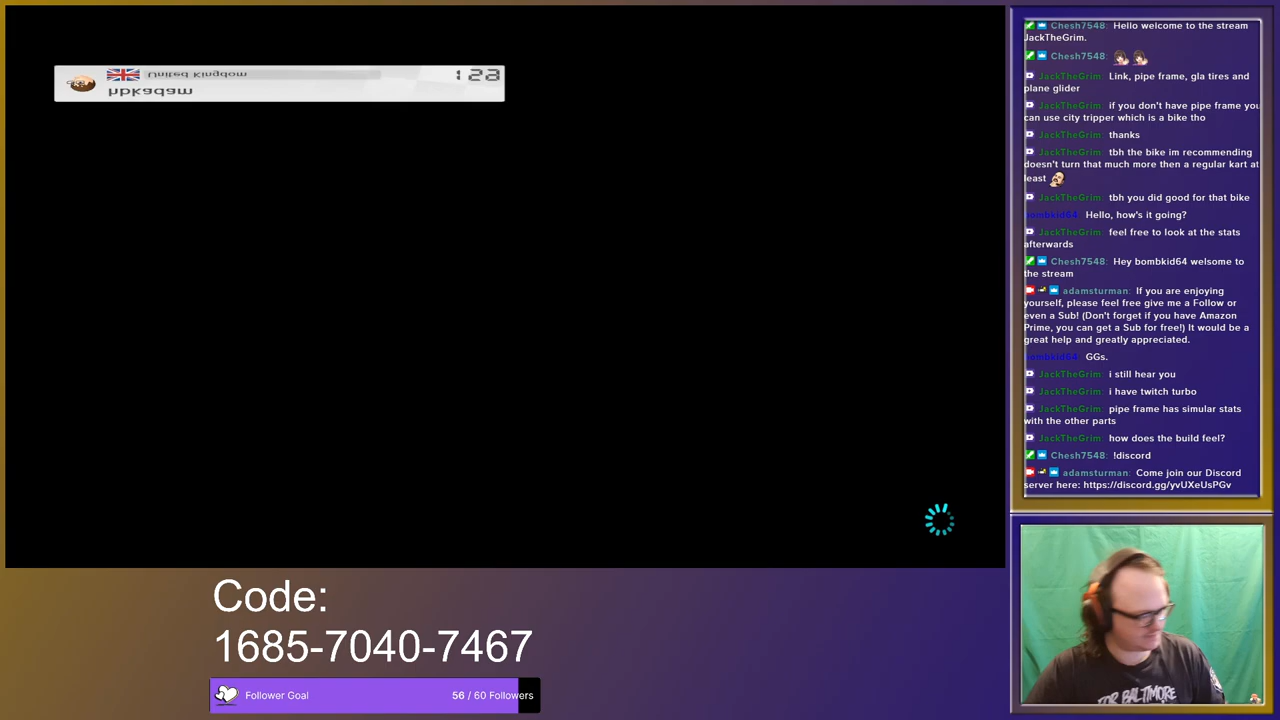 United Kingdom
hbkadam
123
Chesh7548: Hello welcome to the stream
JackTheGrim.
Chesh7548:
JackTheGrim: Link, pipe frame, gla tires and
plane glider
JackTheGrim: if you don't have pipe frame you
can use city tripper which is a bike tho
JackTheGrim: thanks
JackTheGrim: tbh the bike im recommending
doesn't turn that much more then a regular kart at
least
JackTheGrim: tbh you did good for that bike
bombkid64: Hello, how's it going?
JackTheGrim: feel free to look at the stats
afterwards
Chesh7548: Hey bombkid64 welsome to
the stream
adamsturman: If you are enjoying
yourself, please feel free give me a Follow or
even a Sub! (Don't forget if you have Amazon
Prime, you can get a Sub for free!) It would be a
great help and greatly appreciated.
bombkid64: GGs.
JackTheGrim: i still hear you
JackTheGrim: i have twitch turbo
JackTheGrim: pipe frame has simular stats
with the other parts
JackTheGrim: how does the build feel?
Chesh7548: !discord
adamsturman: Come join our Discord
server here: https://discord.gg/yvUXeUsPGv
Code:
1685-7040-7467
Follower Goal
56 / 60 Followers
BALTIMORE